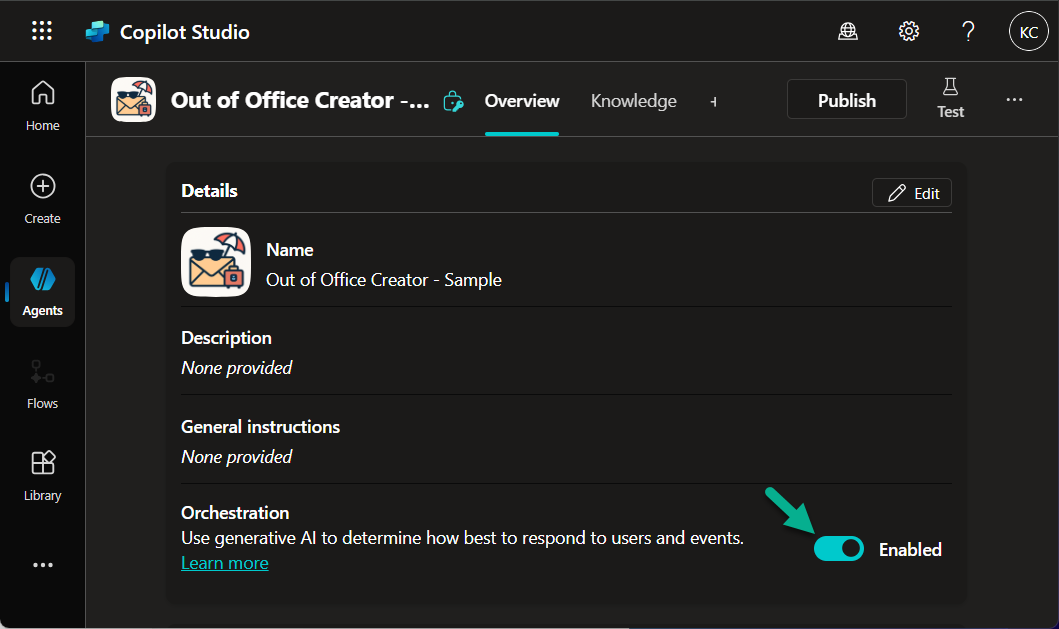 Copilot Studio
KC
Home
Create
Agents
Flows
Library
Out of Office Creator -...
Overview
Knowledge
Publish
Test
Details
Edit
Name
Out of Office Creator - Sample
Description
None provided
General instructions
None provided
Orchestration
Use generative AI to determine how best to respond to users and events.
Learn more
Enabled